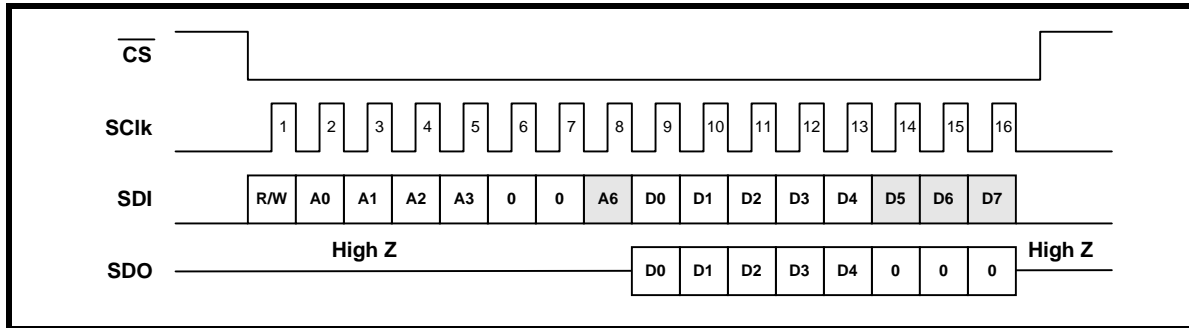 CS
SClk 1 2 3 4 5 6 7 8 9 10 11 12 13 14 15 16
SDI R/W A0 A1 A2 A3 0 0 A6 D0 D1 D2 D3 D4 D5 D6 D7
High Z High Z
SDO D0 D1 D2 D3 D4 0 0 0